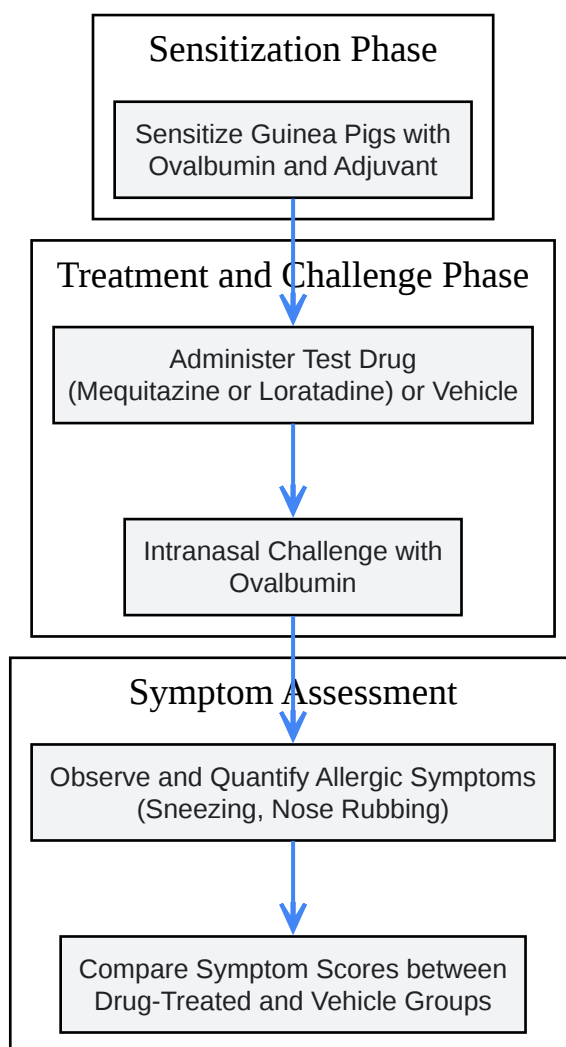 Sensitization Phase
Sensitize Guinea Pigs with
Ovalbumin and Adjuvant
Treatment and Challenge Phase
Administer Test Drug
(Mequitazine or Loratadine) or Vehicle
Intranasal Challenge with
Ovalbumin
Symptom Assessment
Observe and Quantify Allergic Symptoms
(Sneezing, Nose Rubbing)
Compare Symptom Scores between
Drug-Treated and Vehicle Groups